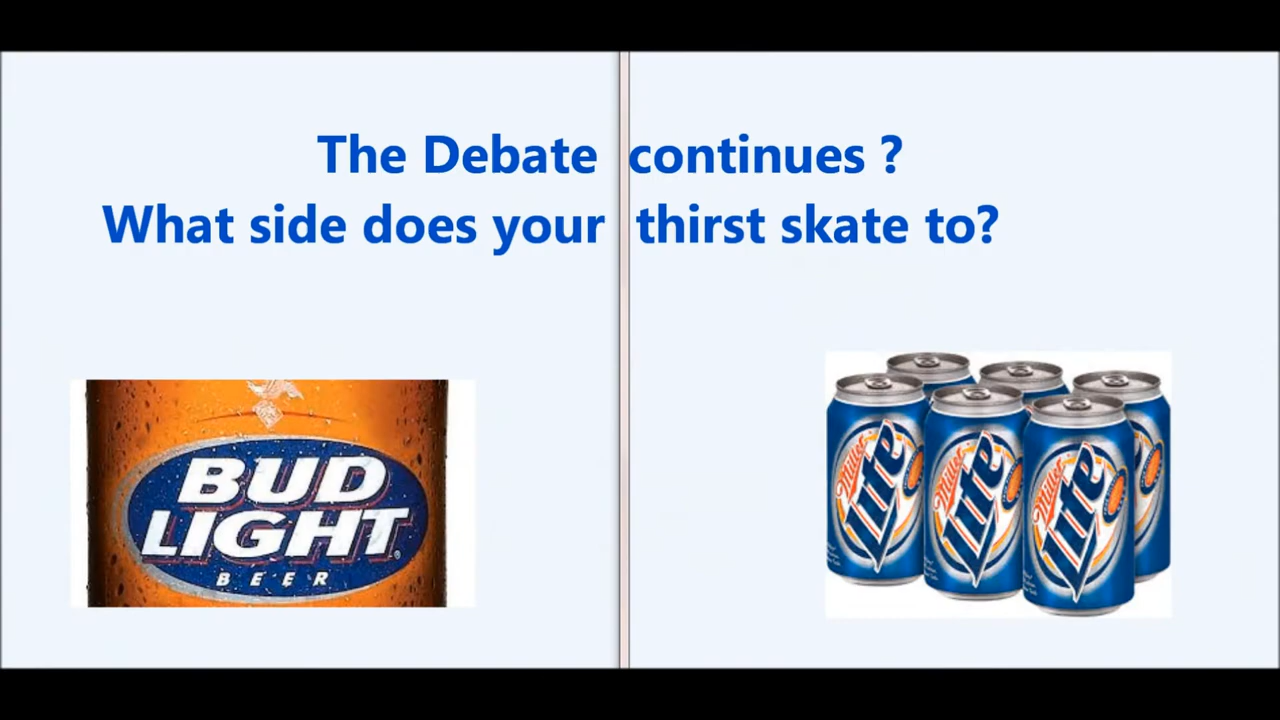 The Debate continues ?
What side does your thirst skate to?
BUD
LIGHT
BEER
Miller
Lite
Miller
Lite
Miller
Lite